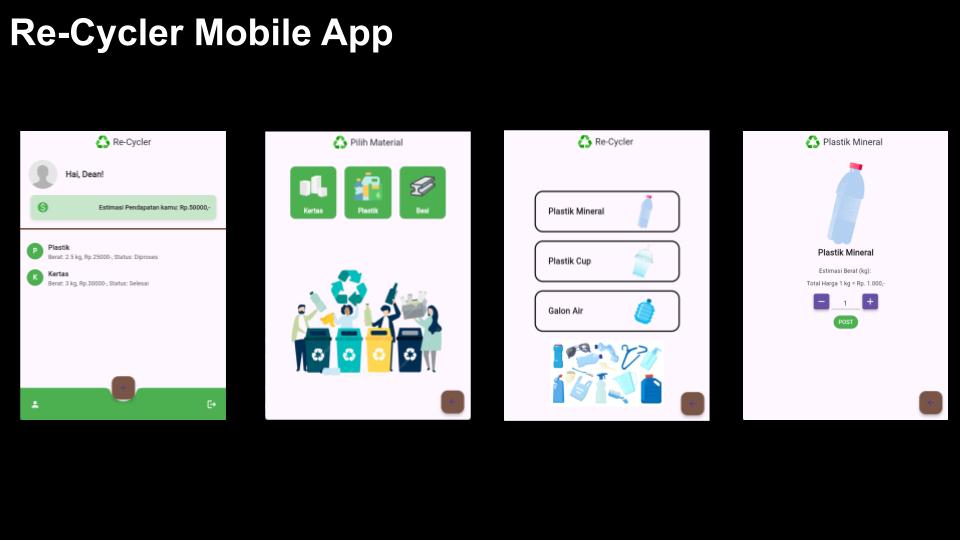 Re-Cycler Mobile App
Re-Cycler
Hai, Dean!
Estimasi Pendapatan kamu: Rp.50000,-
P
Plastik
Berat: 2.5 kg, Rp.25000-, Status: Diproses
K
Kertas
Berat: 3 kg, Rp.30000-, Status: Selesai
Pilih Material
Kertas
Plastik
Besi
Re-Cycler
Plastik Mineral
Plastik Cup
Galon Air
Plastik Mineral
Plastik Mineral
Estimasi Berat (kg):
Total Harga 1 kg = Rp. 1.000,-
1
POST